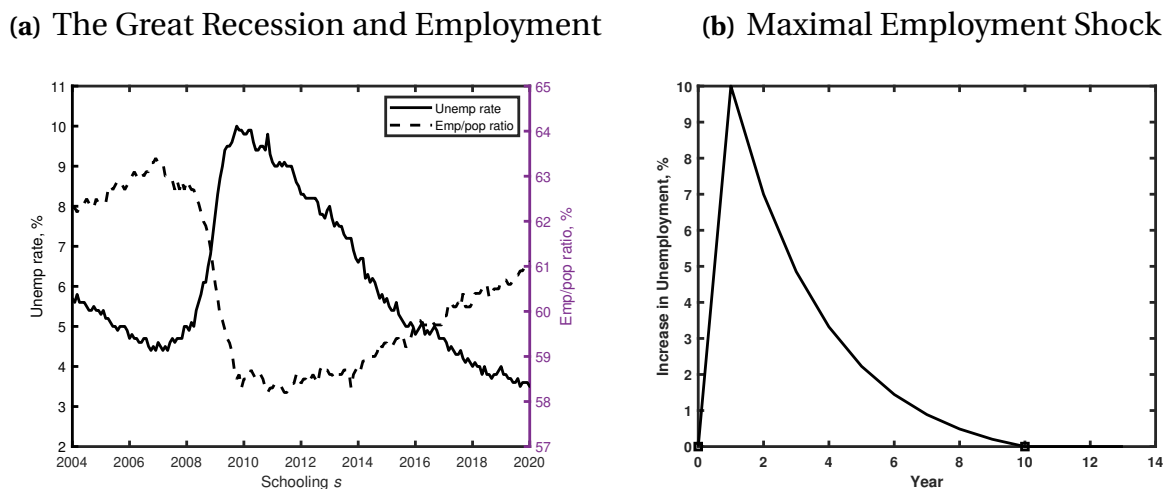 (a) The Great Recession and Employment
11
10
9
8
7
6
5
4
3
2
Unemp rate, %
65
64
63
62
61
60
59
58
57
Emp/pop ratio, %
Unemp rate
Emp/pop ratio
2004 2006 2008 2010 2012 2014 2016 2018 2020
Schooling s
(b) Maximal Employment Shock
10
9
8
7
6
5
4
3
2
1
0
Increase in Unemployment, %
0 2 4 6 8 10 12 14
Year